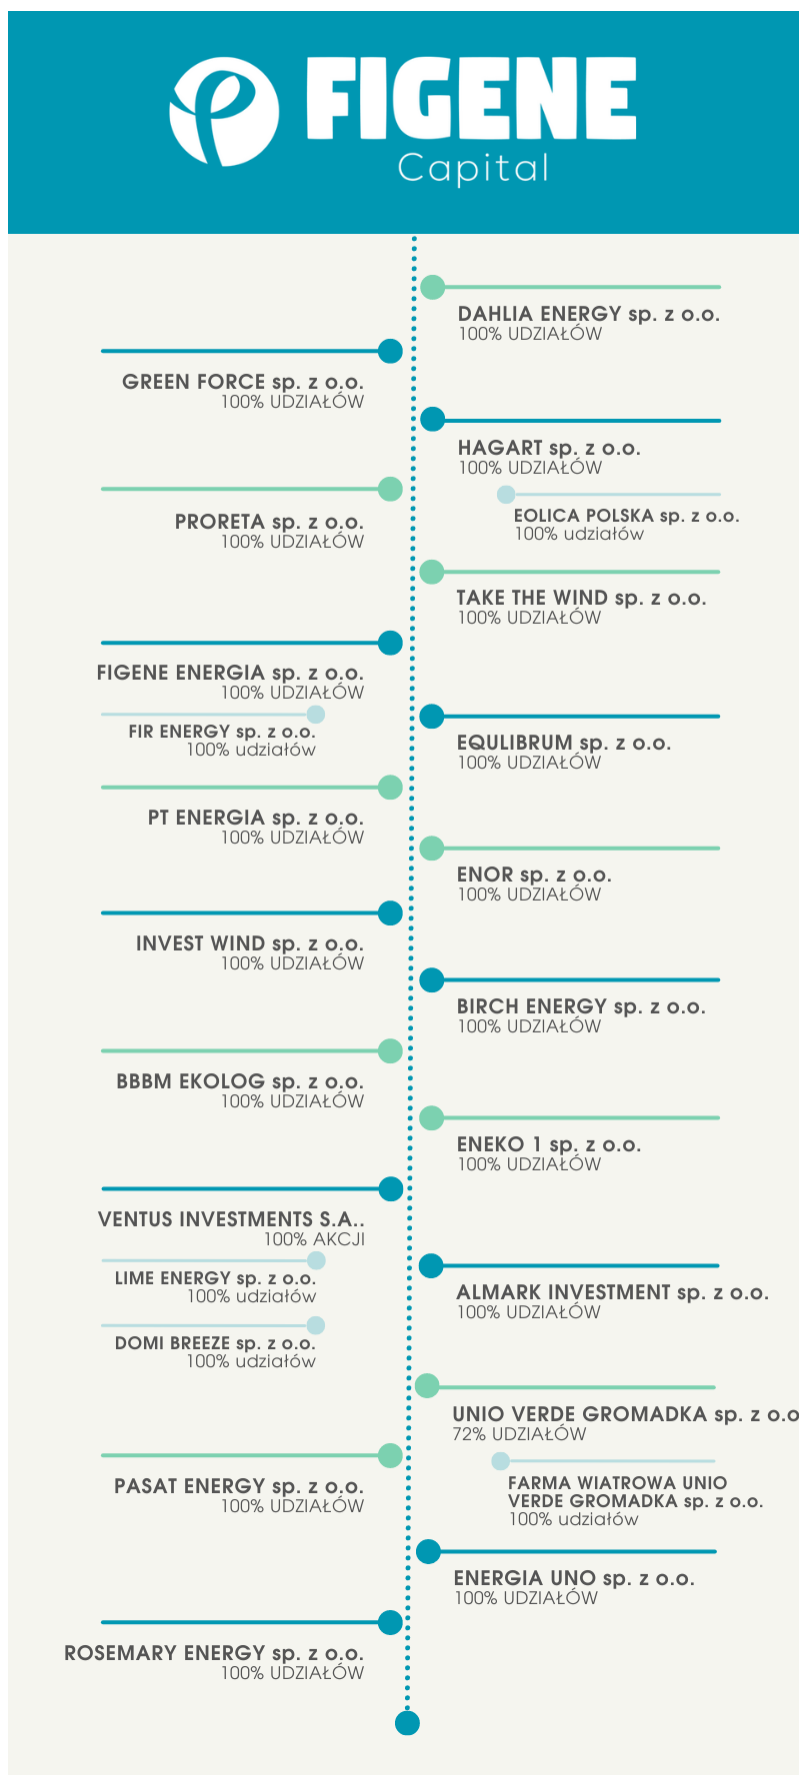 FIGENE
Capital
DAHLIA ENERGY sp. z o.o.
100% UDZIAŁÓW
GREEN FORCE sp. z o.o.
100% UDZIAŁÓW
HAGART sp. z o.o.
100% UDZIAŁÓW
EOLICA POLSKA sp. z o.o.
100% udziałów
PRORETA sp. z o.o.
100% UDZIAŁÓW
TAKE THE WIND sp. z o.o.
100% UDZIAŁÓW
FIGENE ENERGIA sp. z o.o.
100% UDZIAŁÓW
FIR ENERGY sp. z o.o.
100% udziałów
EQULIBRUM sp. z o.o.
100% UDZIAŁÓW
PT ENERGIA sp. z o.o.
100% UDZIAŁÓW
ENOR sp. z o.o.
100% UDZIAŁÓW
INVEST WIND sp. z o.o.
100% UDZIAŁÓW
BIRCH ENERGY sp. z o.o.
100% UDZIAŁÓW
BBBM EKOLOG sp. z o.o.
100% UDZIAŁÓW
ENEKO 1 sp. z o.o.
100% UDZIAŁÓW
VENTUS INVESTMENTS S.A..
100% AKCJI
LIME ENERGY sp. z o.o.
100% udziałów
DOMI BREEZE sp. z o.o.
100% udziałów
ALMARK INVESTMENT sp. z o.o.
100% UDZIAŁÓW
UNIO VERDE GROMADKA sp. z o.o
72% UDZIAŁÓW
FARMA WIATROWA UNIO
VERDE GROMADKA sp. z o.o.
100% udziałów
PASAT ENERGY sp. z o.o.
100% UDZIAŁÓW
ENERGIA UNO sp. z o.o.
100% UDZIAŁÓW
ROSEMARY ENERGY sp. z o.o.
100% UDZIAŁÓW